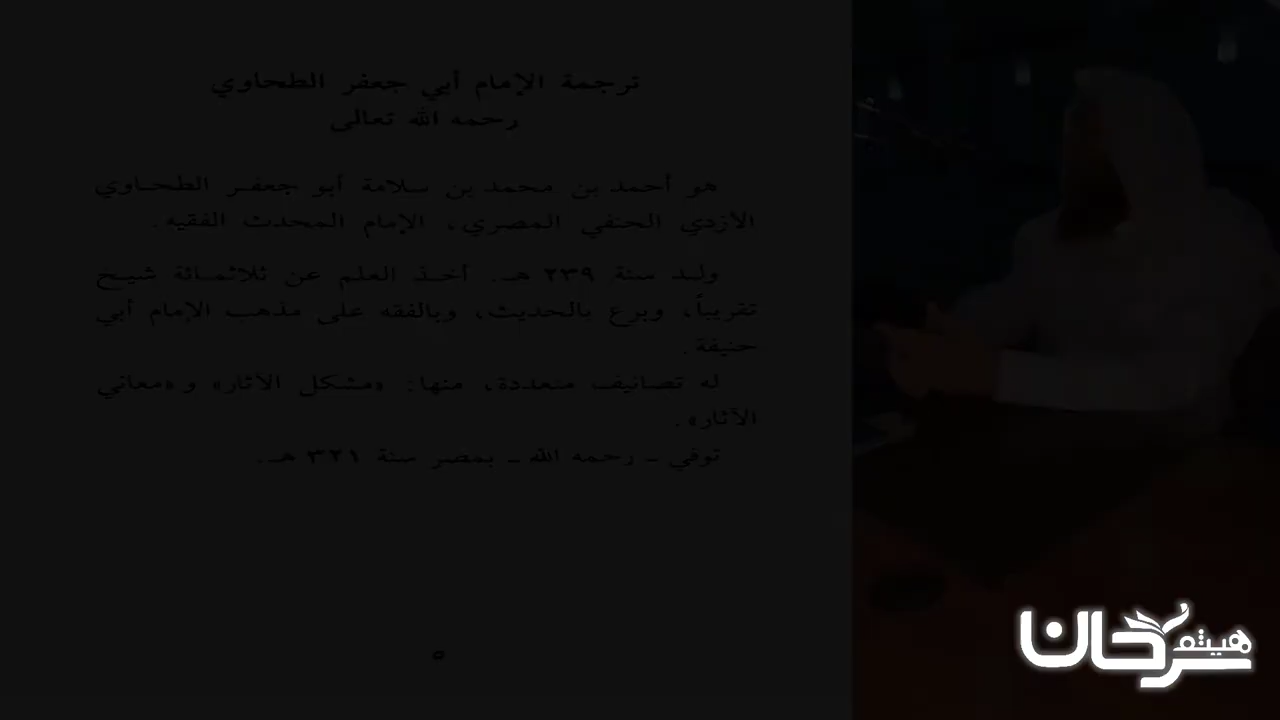 ترجمة الإمام أبي جعفر الطحاوي
رحمه الله تعالى
هو أحمد بن محمد بن سلامة أبو جعفر الطحاوي
الأزدي الحنفي المصري، الإمام المحدث الفقيه.
ولد سنة ٢٣٩ هـ. أخذ العلم عن ثلاثمائة شيخ
تقريباً، وبرع بالحديث، وبالفقه على مذهب الإمام أبي
حنيفة.
له تصانيف متعددة، منها: «مشكل الآثار» و«معاني
الآثار».
توفي ـ رحمه الله ـ بمصر سنة ٣٢١ هـ.
٥
هيثم
سرحان